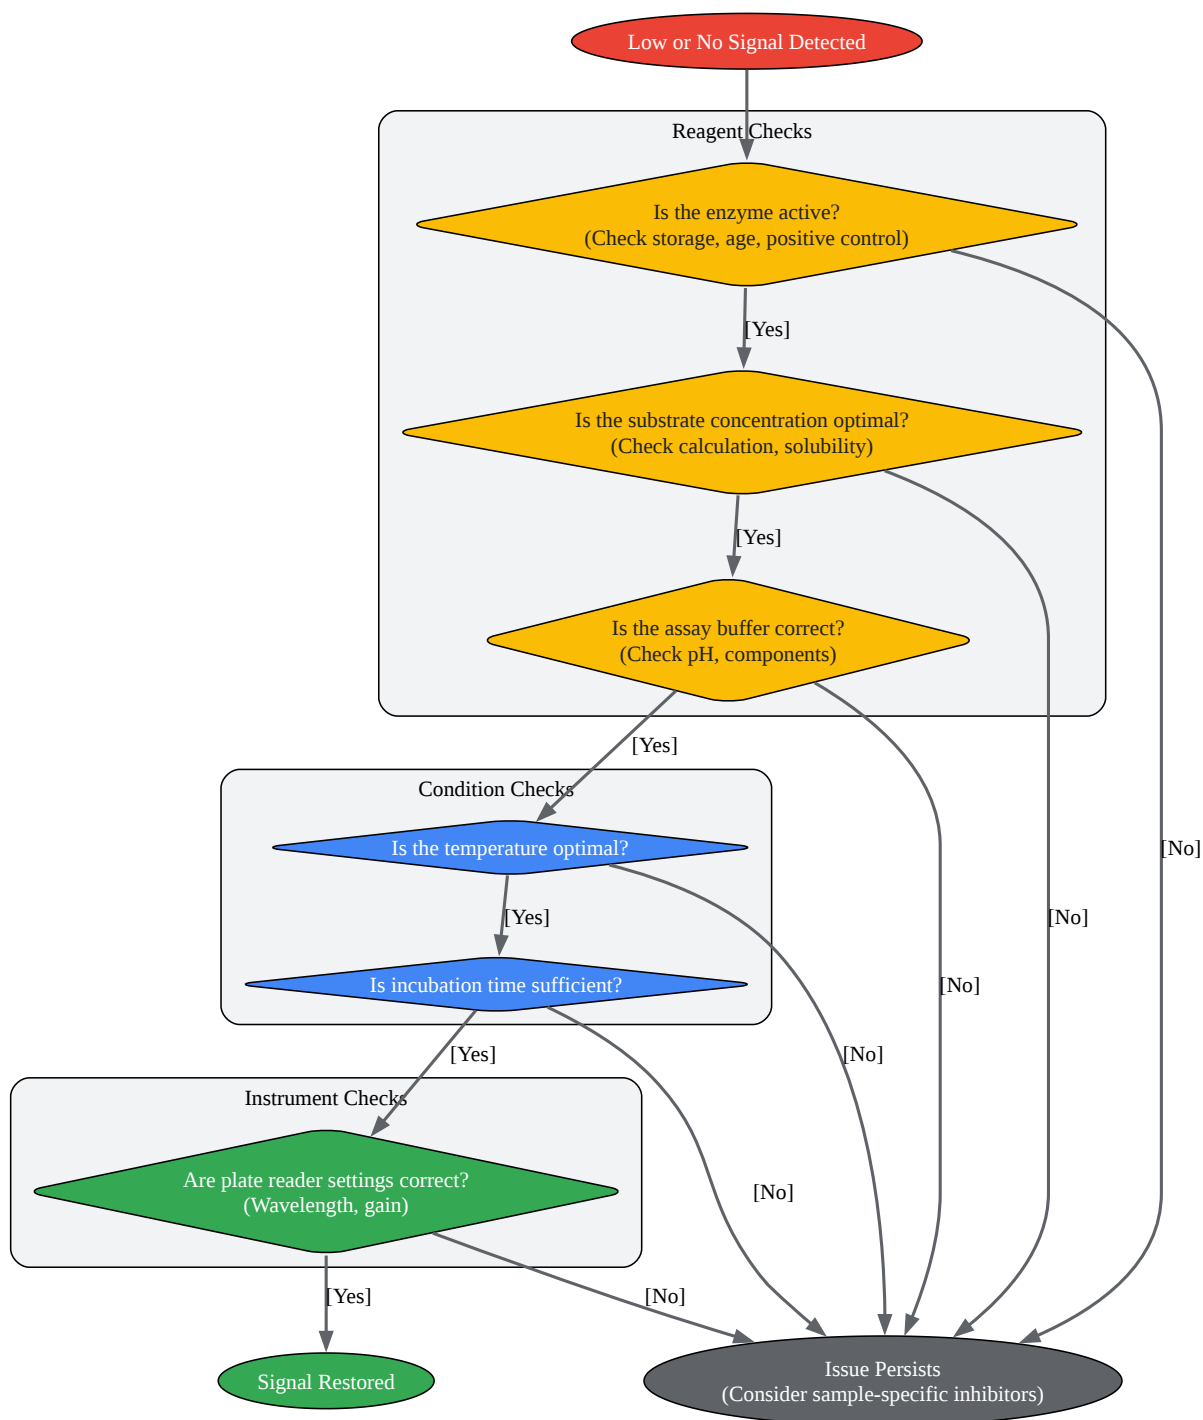 Low or No Signal Detected
Reagent Checks
Is the enzyme active?
(Check storage, age, positive control)
[Yes]
Is the substrate concentration optimal?
(Check calculation, solubility)
[Yes]
Is the assay buffer correct?
(Check pH, components)
[Yes]
Condition Checks
Is the temperature optimal?
[No]
[Yes]
[No]
Is incubation time sufficient?
[No]
[Yes]
[No]
Instrument Checks
Are plate reader settings correct?
(Wavelength, gain)
[No]
[Yes]
[No]
Signal Restored
Issue Persists
(Consider sample-specific inhibitors)